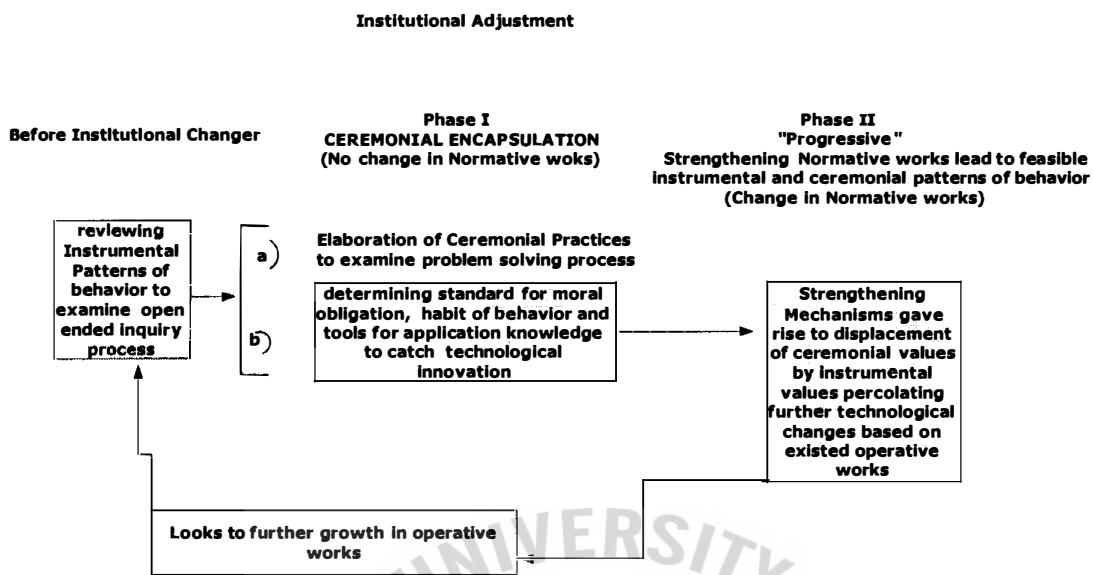 Institutional Adjustment
Before Institutional Changer
Phase I
CEREMONIAL ENCAPSULATION
(No change in Normative woks)
Phase II
"Progressive"
Strengthening Normative works lead to feasible
instrumental and ceremonial patterns of behavior
(Change in Normative works)
reviewing
Instrumental
Patterns of
behavior to
examine open
ended inquiry
process
a)
Elaboration of Ceremonial Practices
to examine problem solving process
b)
determining standard for moral
obligation, habit of behavior and
tools for application knowledge
to catch technological
innovation
Strengthening
Mechanisms gave
rise to displacement
of ceremonial values
by instrumental
values percolating
further technological
changes based on
existed operative
works
Looks to further growth in operative
works
UNIVERSITY